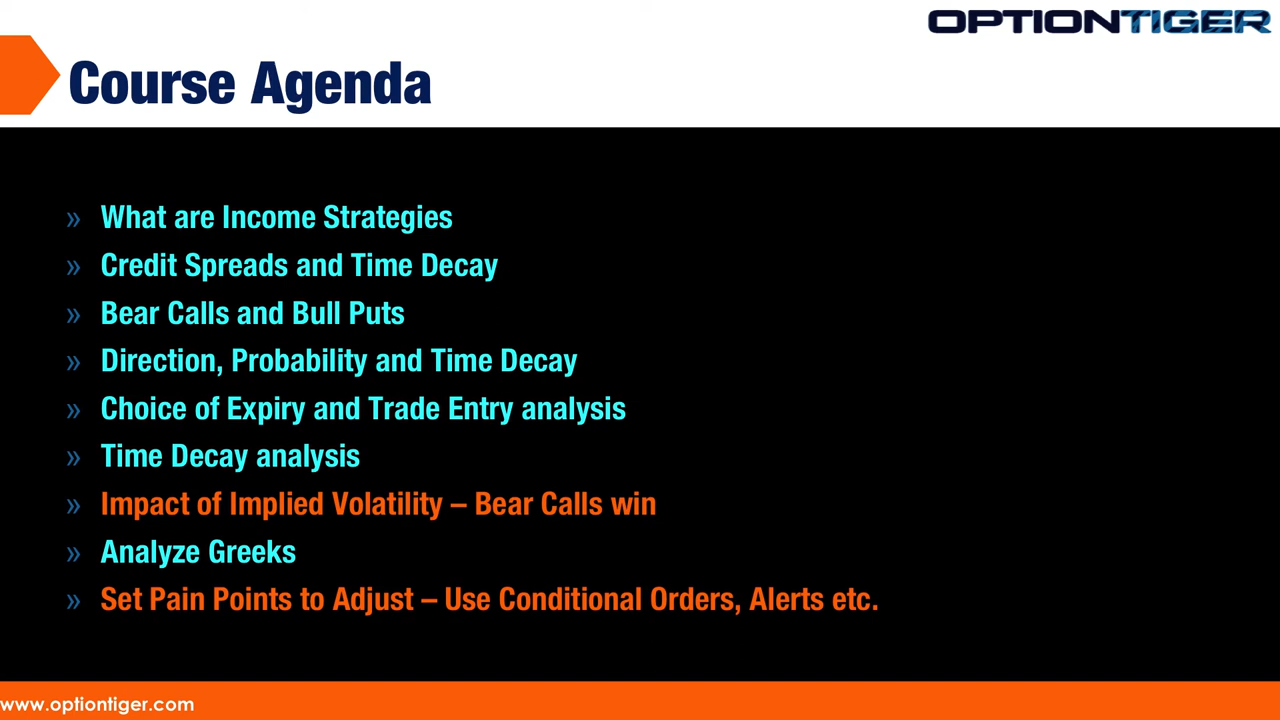 OPTIONTIGER
Course Agenda
» What are Income Strategies
» Credit Spreads and Time Decay
» Bear Calls and Bull Puts
» Direction, Probability and Time Decay
» Choice of Expiry and Trade Entry analysis
» Time Decay analysis
» Impact of Implied Volatility – Bear Calls win
» Analyze Greeks
» Set Pain Points to Adjust – Use Conditional Orders, Alerts etc.
www.optiontiger.com